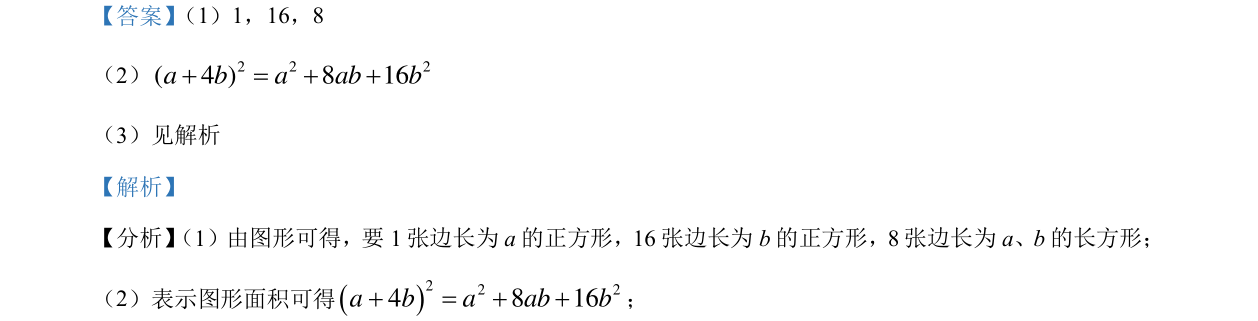 【答案】（1）1，16，8
（2）(a+4b)² = a² +8ab+16b²
（3）见解析
【解析】
【分析】（1）由图形可得，要 1 张边长为 a 的正方形，16 张边长为 b 的正方形，8 张边长为 a、b 的长方形；
（2）表示图形面积可得(a+4b)² = a² +8ab+16b²；